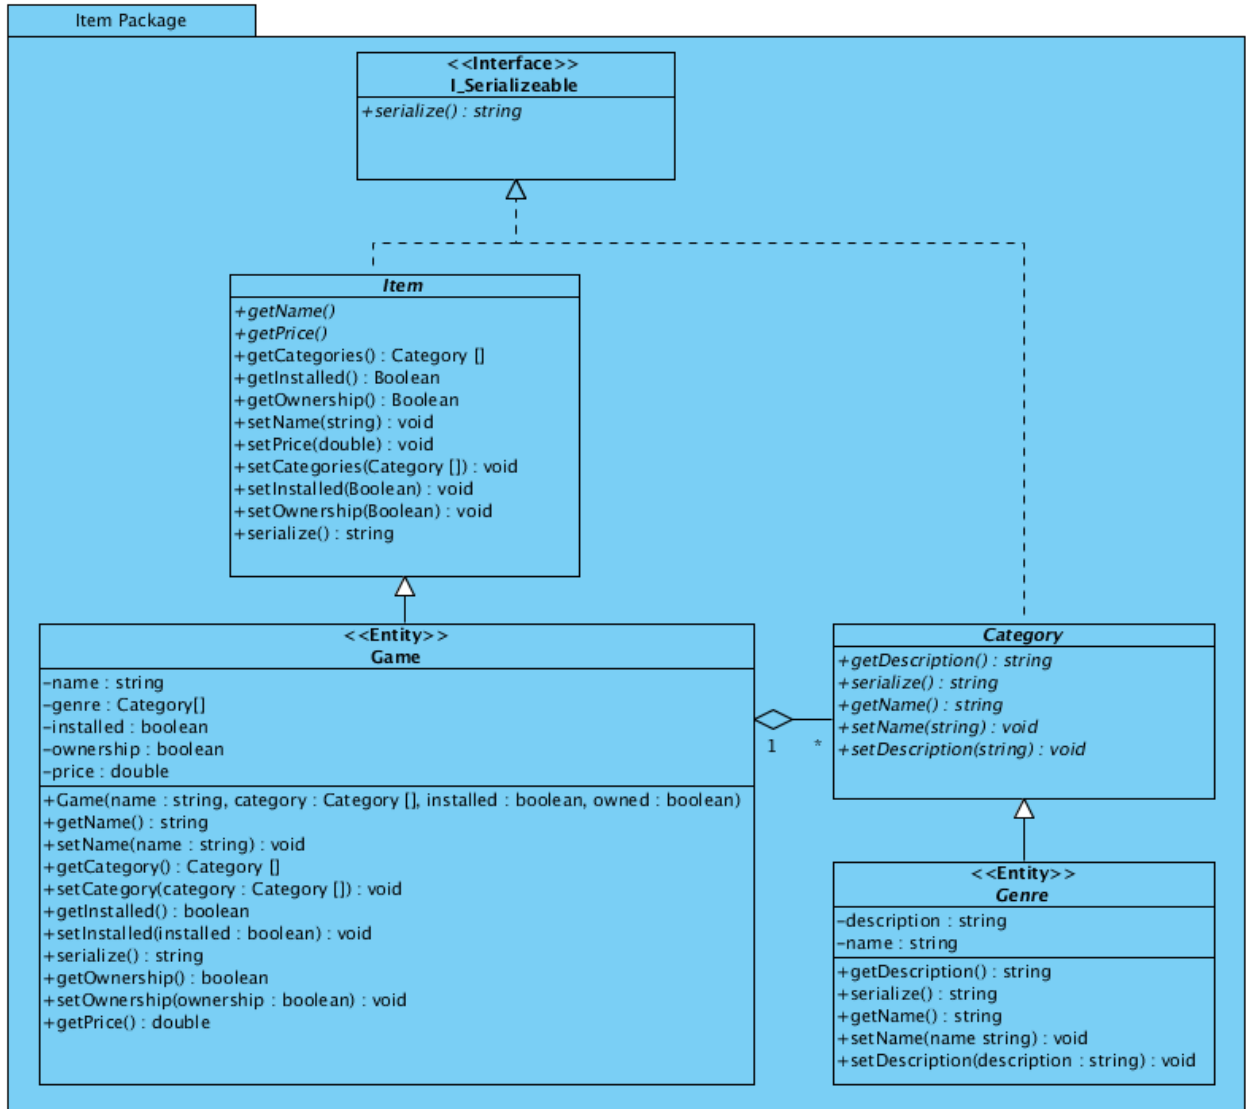 Item Package
<<Interface>>
I_Serializeable
+serialize() : string
Item
+getName()
+getPrice()
+getCategories() : Category []
+getInstalled() : Boolean
+getOwnership() : Boolean
+setName(string) : void
+setPrice(double) : void
+setCategories(Category []) : void
+setInstalled(Boolean) : void
+setOwnership(Boolean) : void
+serialize() : string
<<Entity>>
Game
-name : string
-genre : Category[]
-installed : boolean
-ownership : boolean
-price : double
+Game(name : string, category : Category [], installed : boolean, owned : boolean)
+getName() : string
+setName(name : string) : void
+getCategory() : Category []
+setCategory(category : Category []) : void
+getInstalled() : boolean
+setInstalled(installed : boolean) : void
+serialize() : string
+getOwnership() : boolean
+setOwnership(ownership : boolean) : void
+getPrice() : double
1
*
Category
+getDescription() : string
+serialize() : string
+getName() : string
+setName(string) : void
+setDescription(string) : void
<<Entity>>
Genre
-description : string
-name : string
+getDescription() : string
+serialize() : string
+getName() : string
+setName(name string) : void
+setDescription(description : string) : void